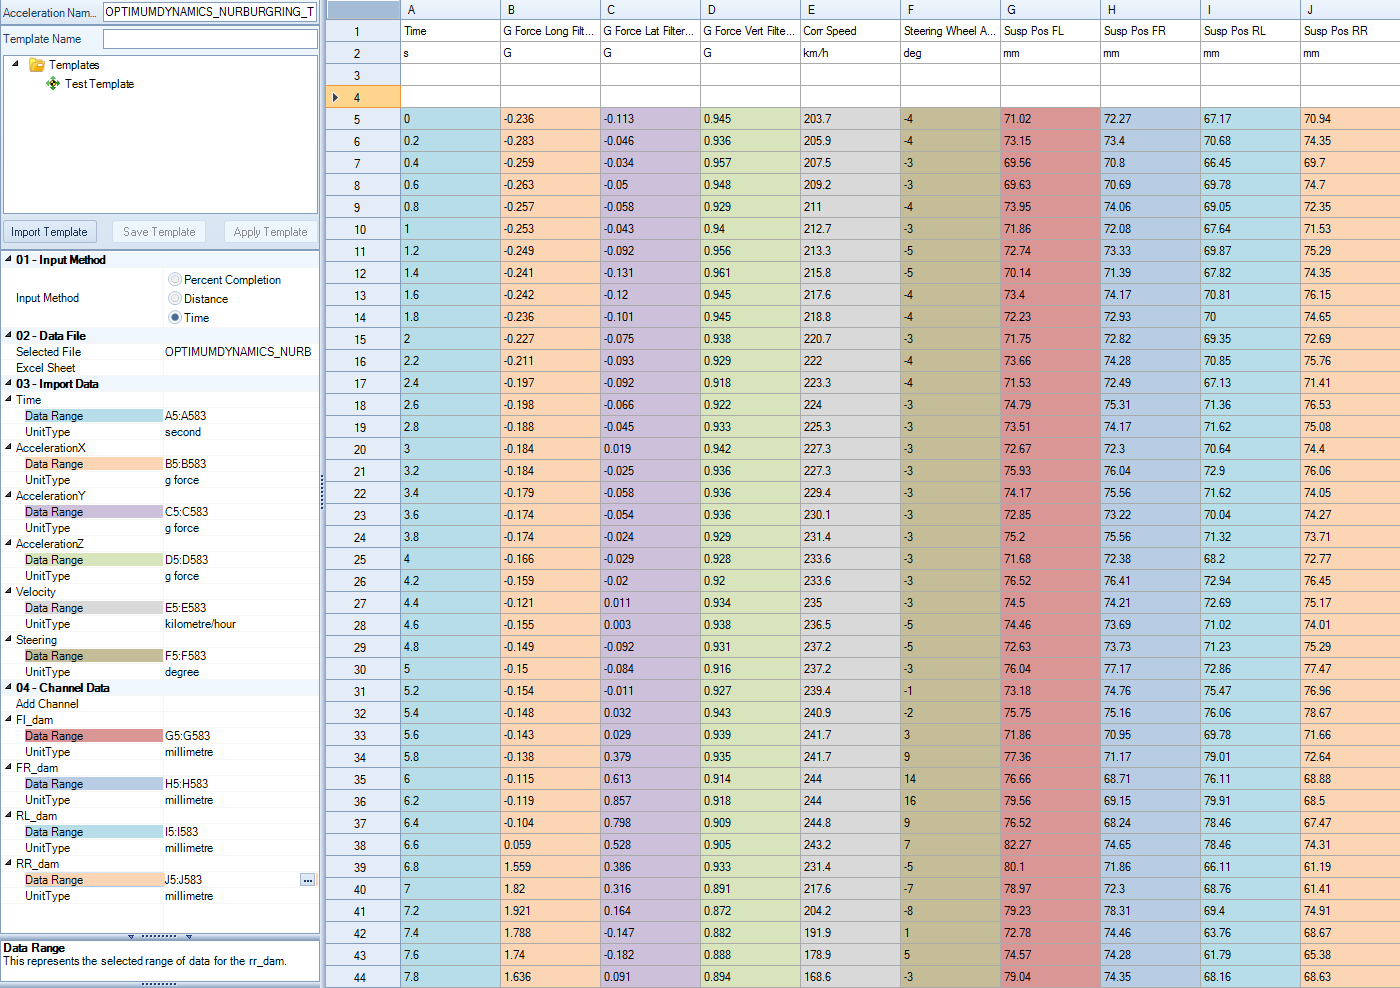 Acceleration Nam... OPTIMUMDYNAMICS_NURBURGRING_T
Template Name
Templates
Test Template
Import Template Save Template Apply Template
01 - Input Method
Input Method
Percent Completion
Distance
Time
02 - Data File
Selected File OPTIMUMDYNAMICS_NURB
Excel Sheet
03 - Import Data
Time
Data Range A5:A583
UnitType second
AccelerationX
Data Range B5:B583
UnitType g force
AccelerationY
Data Range C5:C583
UnitType g force
AccelerationZ
Data Range D5:D583
UnitType g force
Velocity
Data Range E5:E583
UnitType kilometre/hour
Steering
Data Range F5:F583
UnitType degree
04 - Channel Data
Add Channel
Fl_dam
Data Range G5:G583
UnitType millimetre
FR_dam
Data Range H5:H583
UnitType millimetre
RL_dam
Data Range I5:I583
UnitType millimetre
RR_dam
Data Range J5:J583 ...
UnitType millimetre
Data Range
This represents the selected range of data for the rr_dam.
A B C D E F G H I J
1 Time G Force Long Filt... G Force Lat Filter... G Force Vert Filte... Corr Speed Steering Wheel A... Susp Pos FL Susp Pos FR Susp Pos RL Susp Pos RR
2 s G G G km/h deg mm mm mm mm
3
4
5 0 -0.236 -0.113 0.945 203.7 -4 71.02 72.27 67.17 70.94
6 0.2 -0.283 -0.046 0.936 205.9 -4 73.15 73.4 70.68 74.35
7 0.4 -0.259 -0.034 0.957 207.5 -3 69.56 70.8 66.45 69.7
8 0.6 -0.263 -0.05 0.948 209.2 -3 69.63 70.69 69.78 74.7
9 0.8 -0.257 -0.058 0.929 211 -4 73.95 74.06 69.05 72.35
10 1 -0.253 -0.043 0.94 212.7 -3 71.86 72.08 67.64 71.53
11 1.2 -0.249 -0.092 0.956 213.3 -5 72.74 73.33 69.87 75.29
12 1.4 -0.241 -0.131 0.961 215.8 -5 70.14 71.39 67.82 74.35
13 1.6 -0.242 -0.12 0.945 217.6 -4 73.4 74.17 70.81 76.15
14 1.8 -0.236 -0.101 0.945 218.8 -4 72.23 72.93 70 74.65
15 2 -0.227 -0.075 0.938 220.7 -3 71.75 72.82 69.35 72.69
16 2.2 -0.211 -0.093 0.929 222 -4 73.66 74.28 70.85 75.76
17 2.4 -0.197 -0.092 0.918 223.3 -4 71.53 72.49 67.13 71.41
18 2.6 -0.198 -0.066 0.922 224 -3 74.79 75.31 71.36 76.53
19 2.8 -0.188 -0.045 0.933 225.3 -3 73.51 74.17 71.62 75.08
20 3 -0.184 0.019 0.942 227.3 -3 72.67 72.3 70.64 74.4
21 3.2 -0.184 -0.025 0.936 227.3 -3 75.93 76.04 72.9 76.06
22 3.4 -0.179 -0.058 0.936 229.4 -3 74.17 75.56 71.62 74.05
23 3.6 -0.174 -0.054 0.936 230.1 -3 72.85 73.22 70.04 74.27
24 3.8 -0.174 -0.024 0.929 231.4 -3 75.2 75.56 71.32 73.71
25 4 -0.166 -0.029 0.928 233.6 -3 71.68 72.38 68.2 72.77
26 4.2 -0.159 -0.02 0.92 233.6 -3 76.52 76.41 72.94 76.45
27 4.4 -0.121 0.011 0.934 235 -3 74.5 74.21 72.69 75.17
28 4.6 -0.155 0.003 0.938 236.5 -5 74.46 73.69 71.02 74.01
29 4.8 -0.149 -0.092 0.931 237.2 -5 72.63 73.73 71.23 75.29
30 5 -0.15 -0.084 0.916 237.2 -3 76.04 77.17 72.86 77.47
31 5.2 -0.154 -0.011 0.927 239.4 -1 73.18 74.76 75.47 76.96
32 5.4 -0.148 0.032 0.943 240.9 -2 75.75 75.16 76.06 78.67
33 5.6 -0.143 0.029 0.939 241.7 3 71.86 70.95 69.78 71.66
34 5.8 -0.138 0.379 0.935 241.7 9 77.36 71.17 79.01 72.64
35 6 -0.115 0.613 0.914 244 14 76.66 68.71 76.11 68.88
36 6.2 -0.119 0.857 0.918 244 16 79.56 69.15 79.91 68.5
37 6.4 -0.104 0.798 0.909 244.8 9 76.52 68.24 78.46 67.47
38 6.6 0.059 0.528 0.905 243.2 7 82.27 74.65 78.46 74.31
39 6.8 1.559 0.386 0.933 231.4 -5 80.1 71.86 66.11 61.19
40 7 1.82 0.316 0.891 217.6 -7 78.97 72.3 68.76 61.41
41 7.2 1.921 0.164 0.872 204.2 -8 79.23 78.31 69.4 74.91
42 7.4 1.788 -0.147 0.882 191.9 1 72.78 74.46 63.76 68.67
43 7.6 1.74 -0.182 0.888 178.9 5 74.57 74.28 61.79 65.38
44 7.8 1.636 0.091 0.894 168.6 -3 79.04 74.35 68.16 68.63